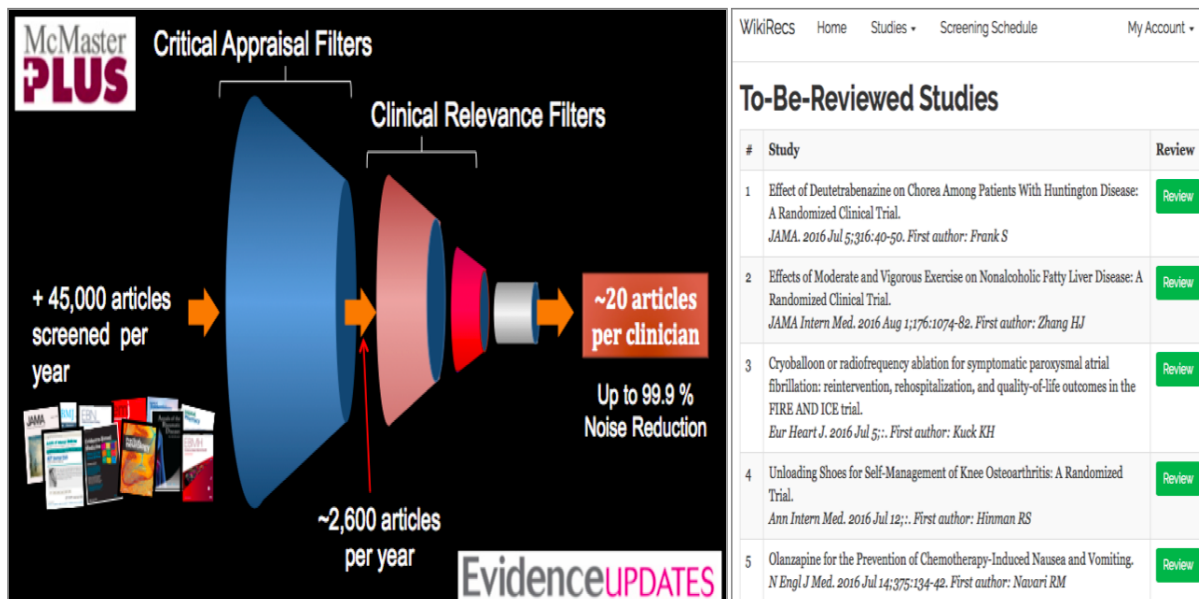 McMaster
PLUS
Critical Appraisal Filters
Clinical Relevance Filters
+ 45,000 articles
screened per
year
~20 articles
per clinician
Up to 99.9 %
Noise Reduction
~2,600 articles
per year
JAMA
EvidenceUPDATES
WikiRecs Home Studies Screening Schedule My Account
To-Be-Reviewed Studies
# Study Review
1 Effect of Deutetrabenazine on Chorea Among Patients With Huntington Disease: Review
A Randomized Clinical Trial.
JAMA. 2016 Jul 5;316:40-50. First author: Frank S
2 Effects of Moderate and Vigorous Exercise on Nonalcoholic Fatty Liver Disease: A Review
Randomized Clinical Trial.
JAMA Intern Med. 2016 Aug 1;176:1074-82. First author: Zhang HJ
3 Cryoballoon or radiofrequency ablation for symptomatic paroxysmal atrial Review
fibrillation: reintervention, rehospitalization, and quality-of-life outcomes in the
FIRE AND ICE trial.
Eur Heart J. 2016 Jul 5;:. First author: Kuck KH
4 Unloading Shoes for Self-Management of Knee Osteoarthritis: A Randomized Review
Trial.
Ann Intern Med. 2016 Jul 12;:. First author: Hinman RS
5 Olanzapine for the Prevention of Chemotherapy-Induced Nausea and Vomiting. Review
N Engl J Med. 2016 Jul 14;375:134-42. First author: Navari RM